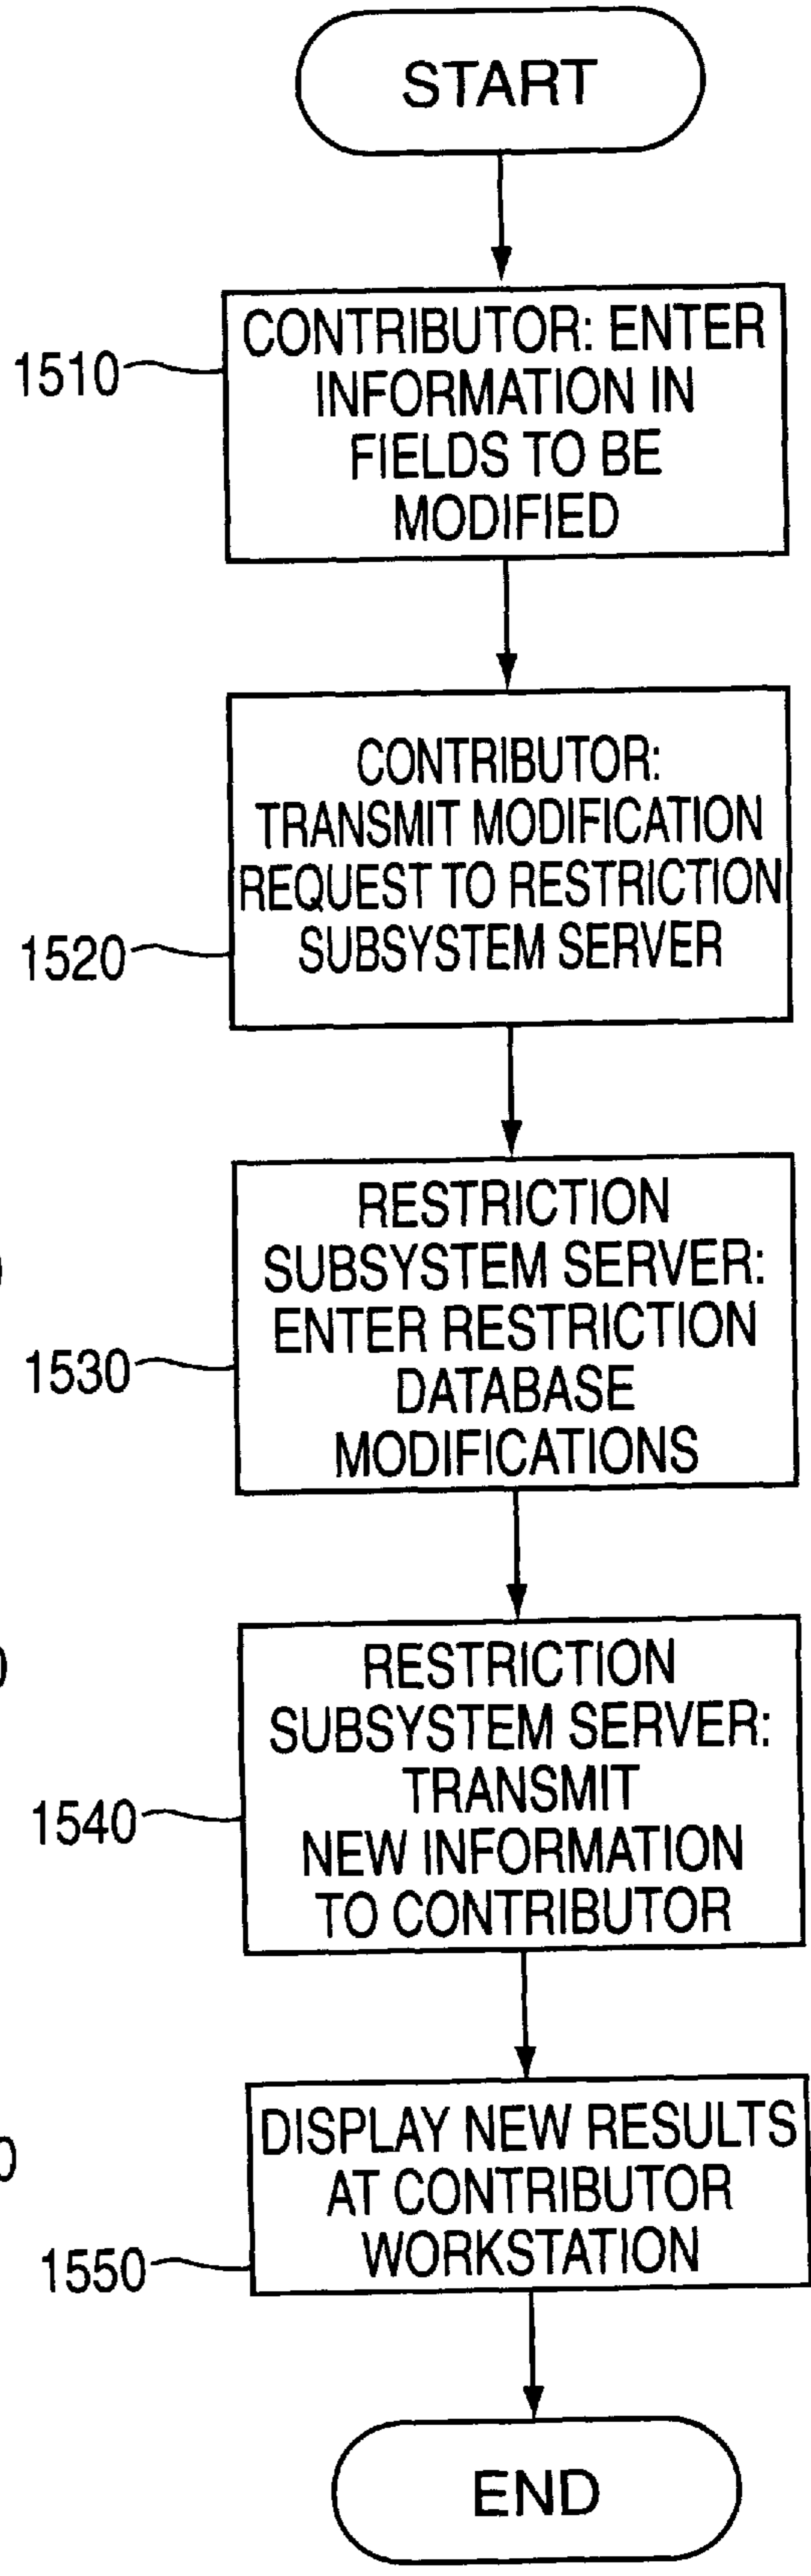 START
1510
CONTRIBUTOR: ENTER
INFORMATION IN
FIELDS TO BE
MODIFIED
CONTRIBUTOR:
TRANSMIT MODIFICATION
REQUEST TO RESTRICTION
SUBSYSTEM SERVER
1520
RESTRICTION
SUBSYSTEM SERVER:
ENTER RESTRICTION
DATABASE
MODIFICATIONS
1530
RESTRICTION
SUBSYSTEM SERVER:
TRANSMIT
NEW INFORMATION
TO CONTRIBUTOR
1540
DISPLAY NEW RESULTS
AT CONTRIBUTOR
WORKSTATION
1550
END